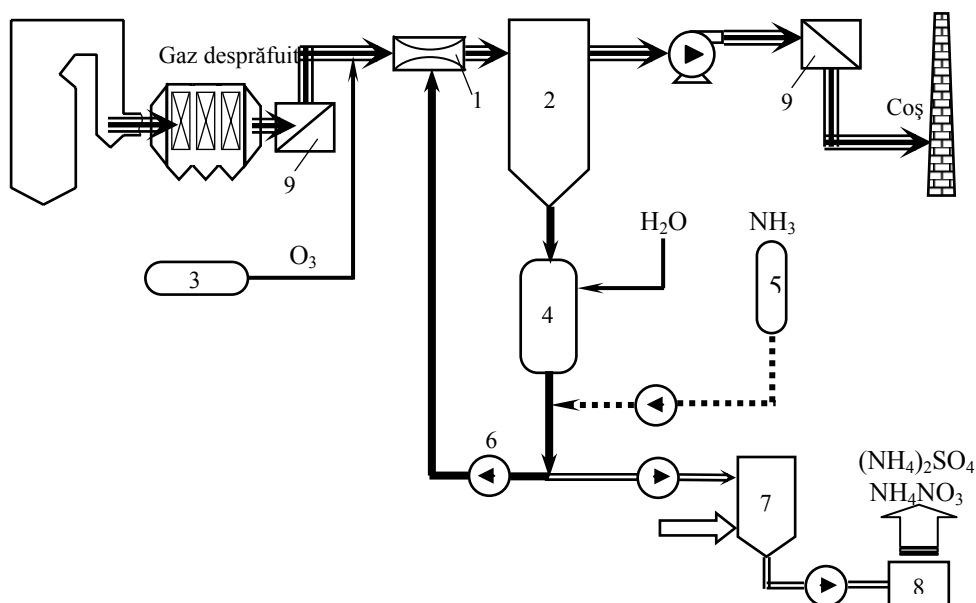 Gaz desprăfuit
1
2
9
Coş
9
H₂O
NH₃
O₃
3
5
4
6
(NH₄)₂SO₄
NH₄NO₃
7
8